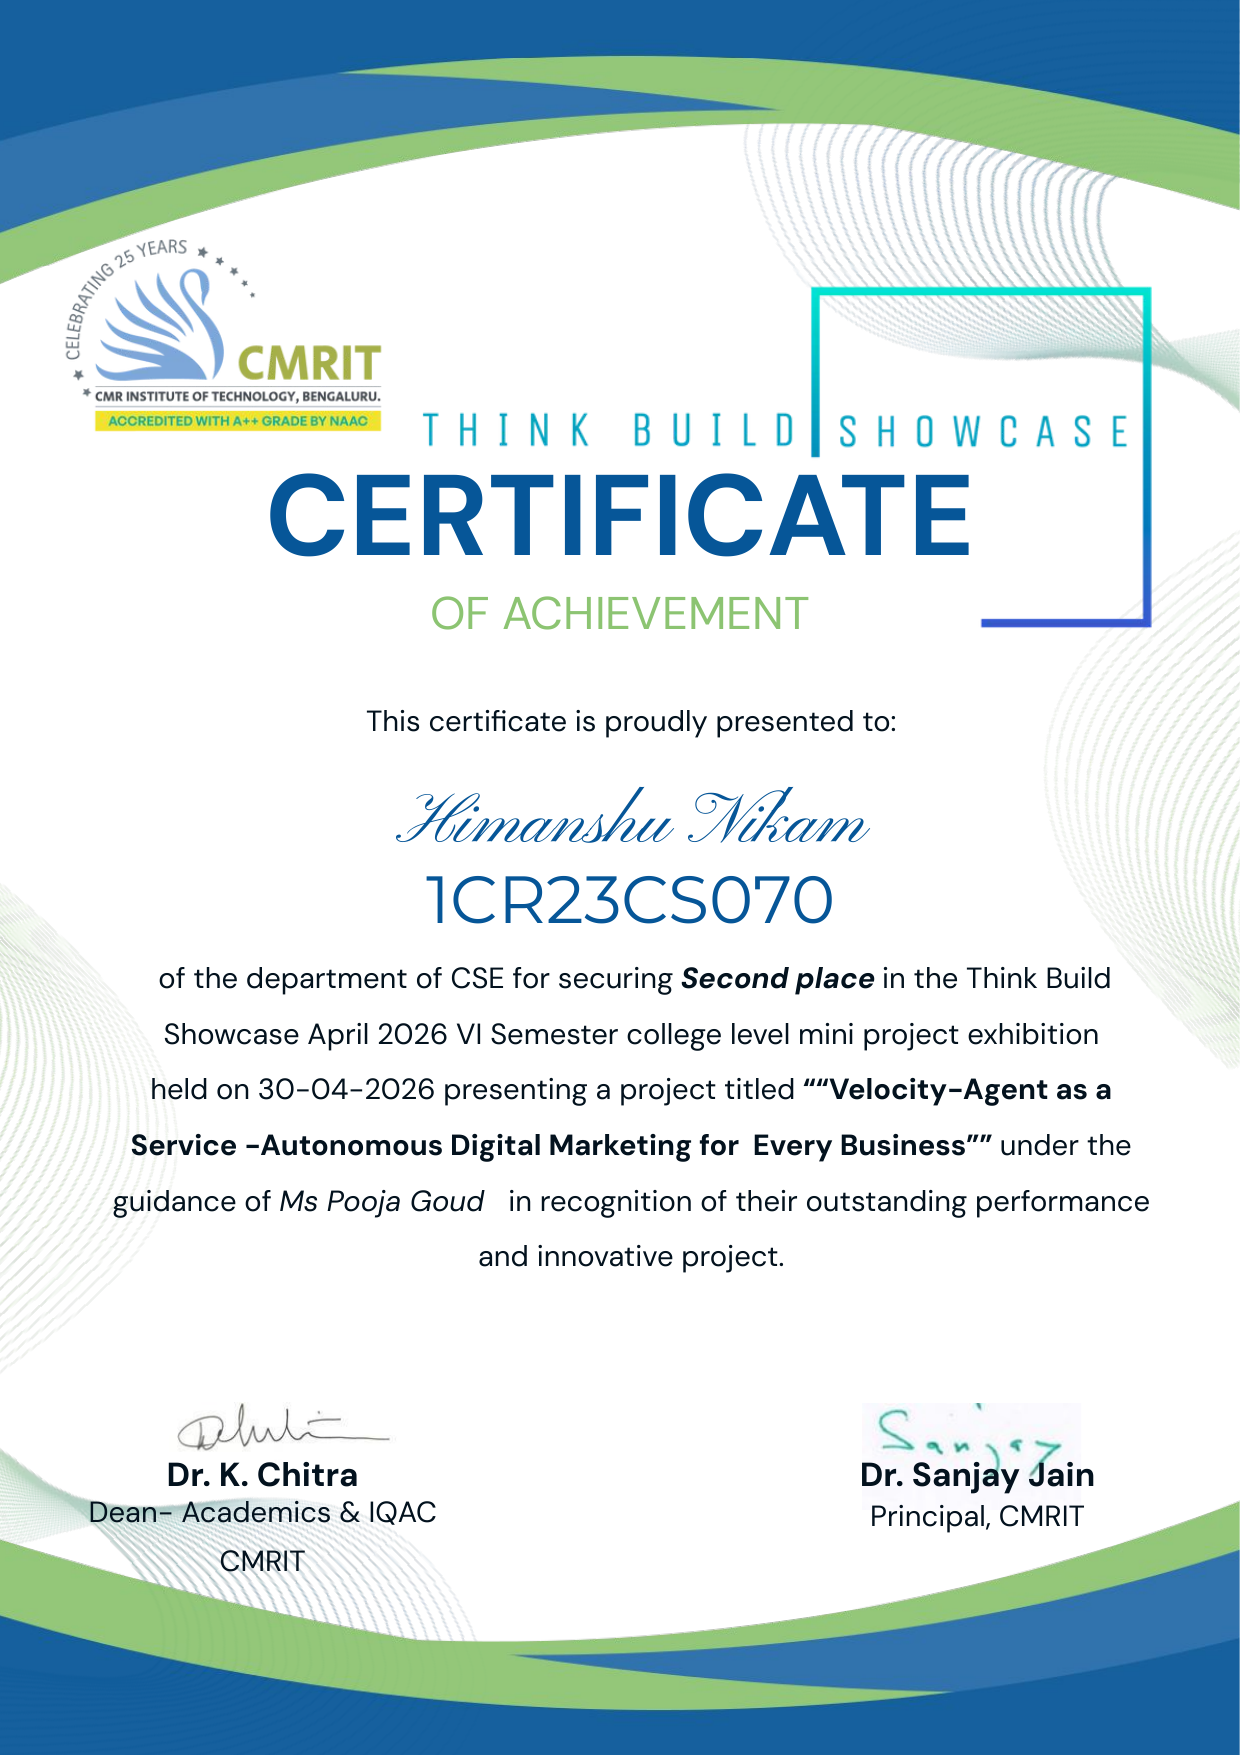 CELEBRATING 25 YEARS
CMRIT
CMR INSTITUTE OF TECHNOLOGY, BENGALURU.
ACCREDITED WITH A++ GRADE BY NAAC
THINK BUILD SHOWCASE
CERTIFICATE
OF ACHIEVEMENT
This certificate is proudly presented to:
Himanshu Nikam
1CR23CS070
of the department of CSE for securing Second place in the Think Build
Showcase April 2026 VI Semester college level mini project exhibition
held on 30-04-2026 presenting a project titled ““Velocity-Agent as a
Service -Autonomous Digital Marketing for Every Business”” under the
guidance of Ms Pooja Goud in recognition of their outstanding performance
and innovative project.
Sanjay
Dr. K. Chitra
Dean- Academics & IQAC
CMRIT
Dr. Sanjay Jain
Principal, CMRIT